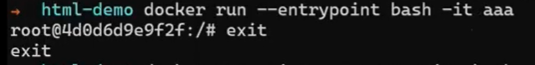 → html-demo docker run --entrypoint bash -it aaa
root@4d0d6d9e9f2f:/# exit
exit